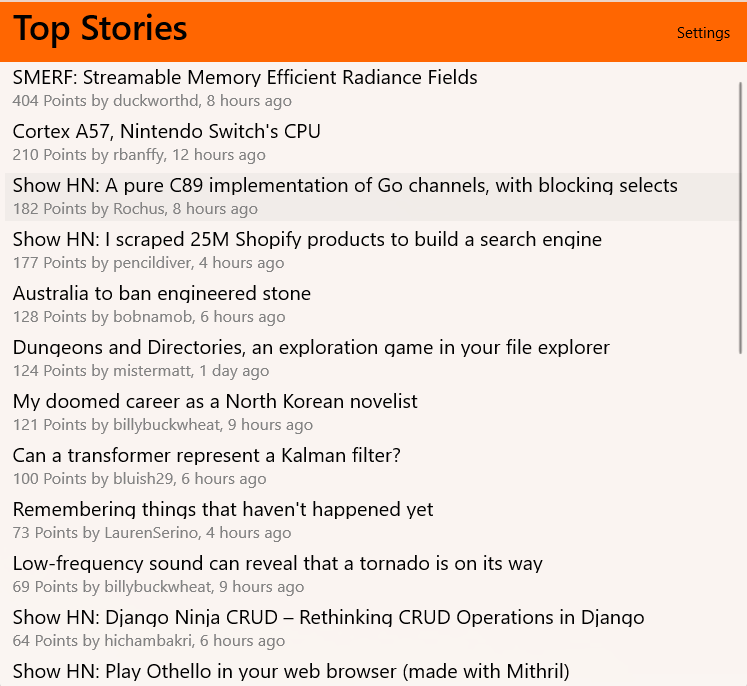 Top Stories
Settings
SMERF: Streamable Memory Efficient Radiance Fields
404 Points by duckworthd, 8 hours ago
Cortex A57, Nintendo Switch's CPU
210 Points by rbanffy, 12 hours ago
Show HN: A pure C89 implementation of Go channels, with blocking selects
182 Points by Rochus, 8 hours ago
Show HN: I scraped 25M Shopify products to build a search engine
177 Points by pencildiver, 4 hours ago
Australia to ban engineered stone
128 Points by bobnamob, 6 hours ago
Dungeons and Directories, an exploration game in your file explorer
124 Points by mistermatt, 1 day ago
My doomed career as a North Korean novelist
121 Points by billybuckwheat, 9 hours ago
Can a transformer represent a Kalman filter?
100 Points by bluish29, 6 hours ago
Remembering things that haven't happened yet
73 Points by LaurenSerino, 4 hours ago
Low-frequency sound can reveal that a tornado is on its way
69 Points by billybuckwheat, 9 hours ago
Show HN: Django Ninja CRUD – Rethinking CRUD Operations in Django
64 Points by hichambakri, 6 hours ago
Show HN: Play Othello in your web browser (made with Mithril)